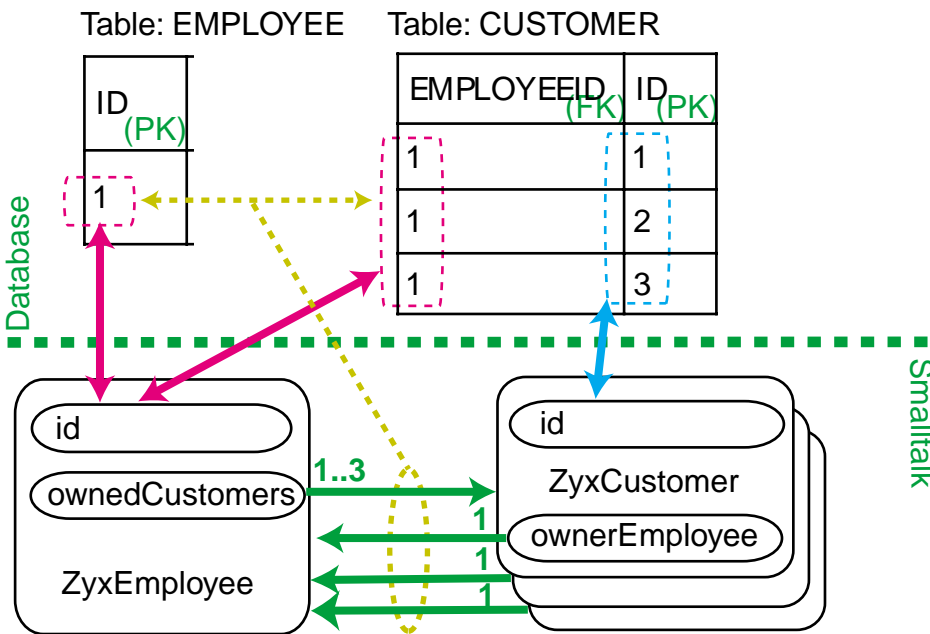 Table: EMPLOYEE
Table: CUSTOMER
ID
(PK)
EMPLOYEEID
(FK)
ID
(PK)
1
1
1
1
2
1
3
Database
Smalltalk
id
ownedCustomers
ZyxEmployee
1..3
1
1
1
id
ZyxCustomer
ownerEmployee